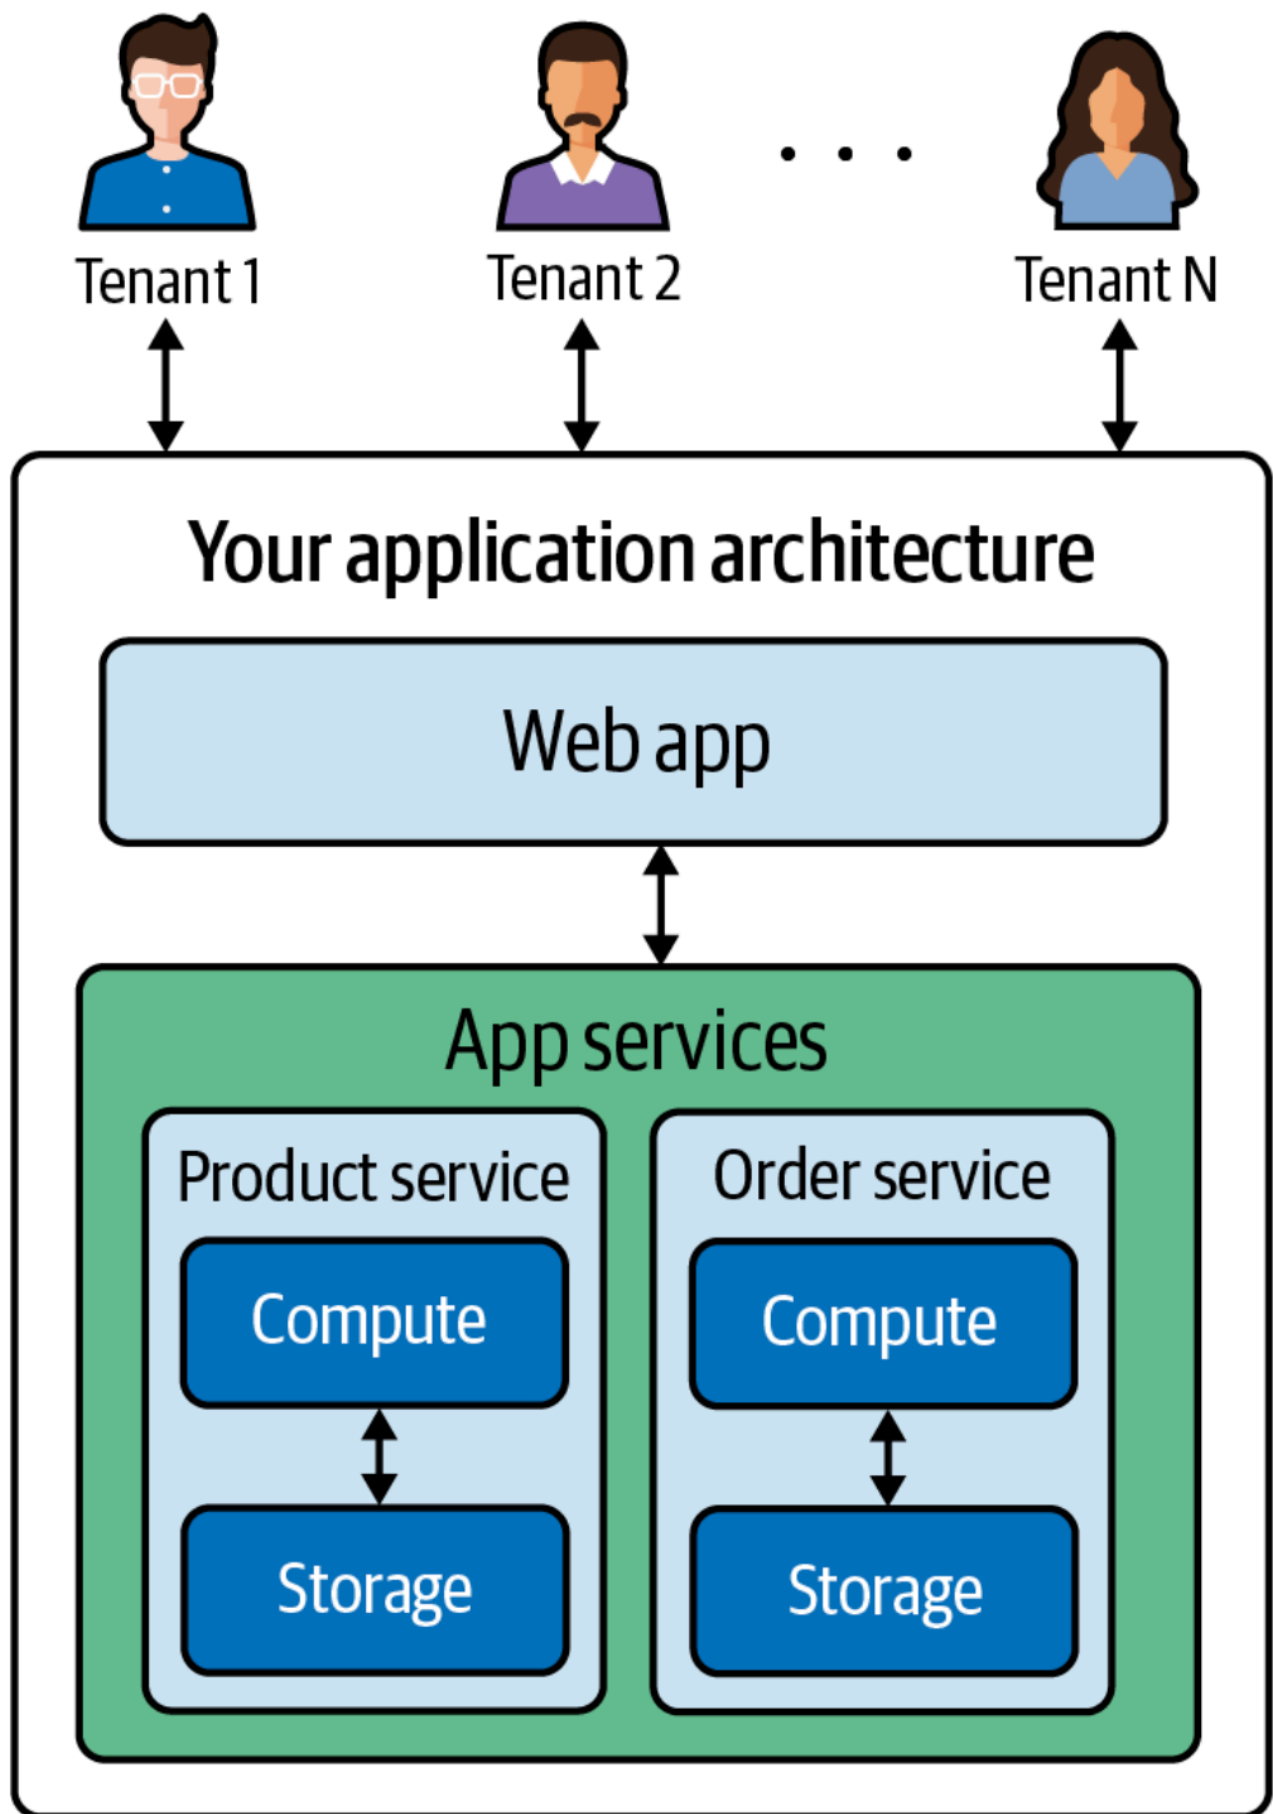 Tenant 1
Tenant 2
Tenant N
Your application architecture
Web app
App services
Product service
Order service
Compute
Compute
Storage
Storage